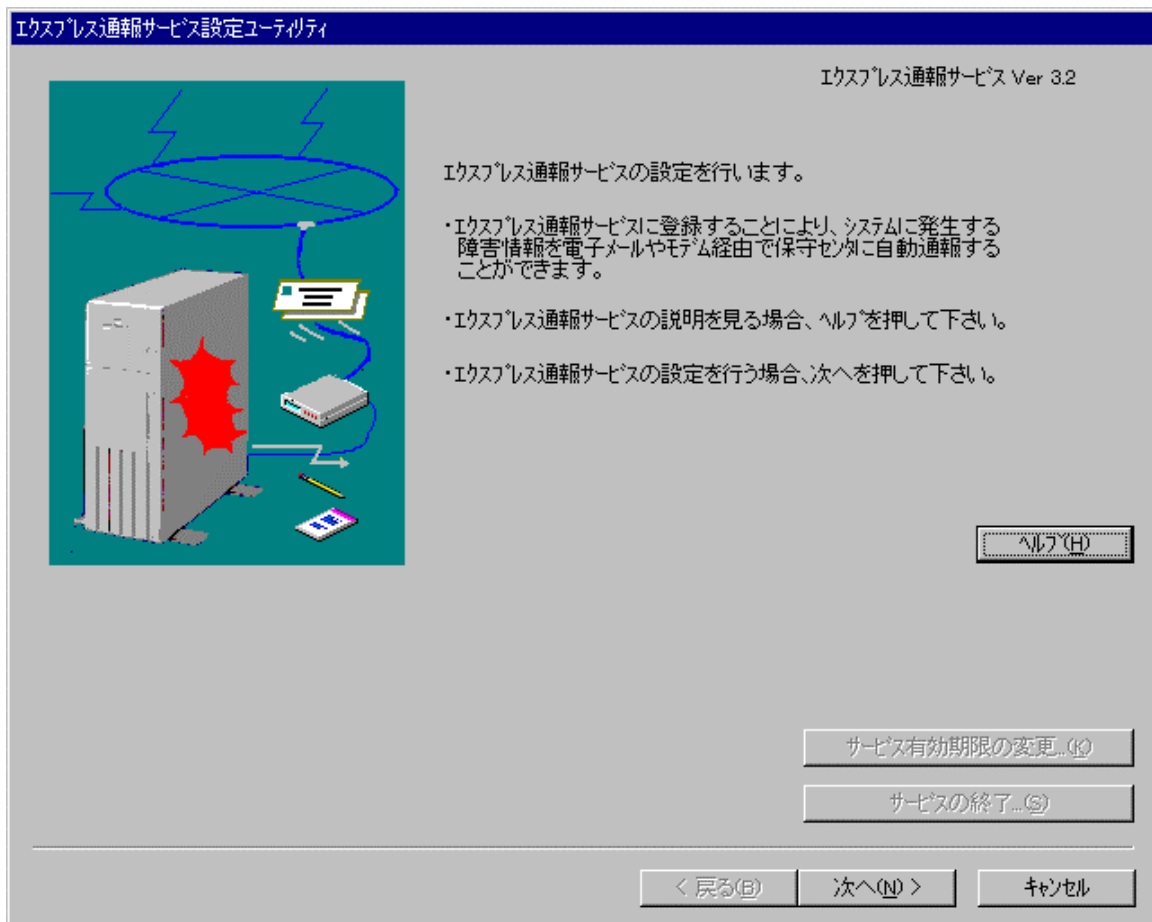 エクスプレス通報サービス設定ユーティリティ
エクスプレス通報サービス Ver 3.2
エクスプレス通報サービスの設定を行います。
・エクスプレス通報サービスに登録することにより、システムに発生する
障害情報を電子メールやモデム経由で保守センタに自動通報する
ことができます。
・エクスプレス通報サービスの説明を見る場合、ヘルプを押して下さい。
・エクスプレス通報サービスの設定を行う場合、次へを押して下さい。
ヘルプ(H)
サービス有効期限の変更...(K)
サービスの終了...(S)
< 戻る(B)
次へ(N) >
キャンセル